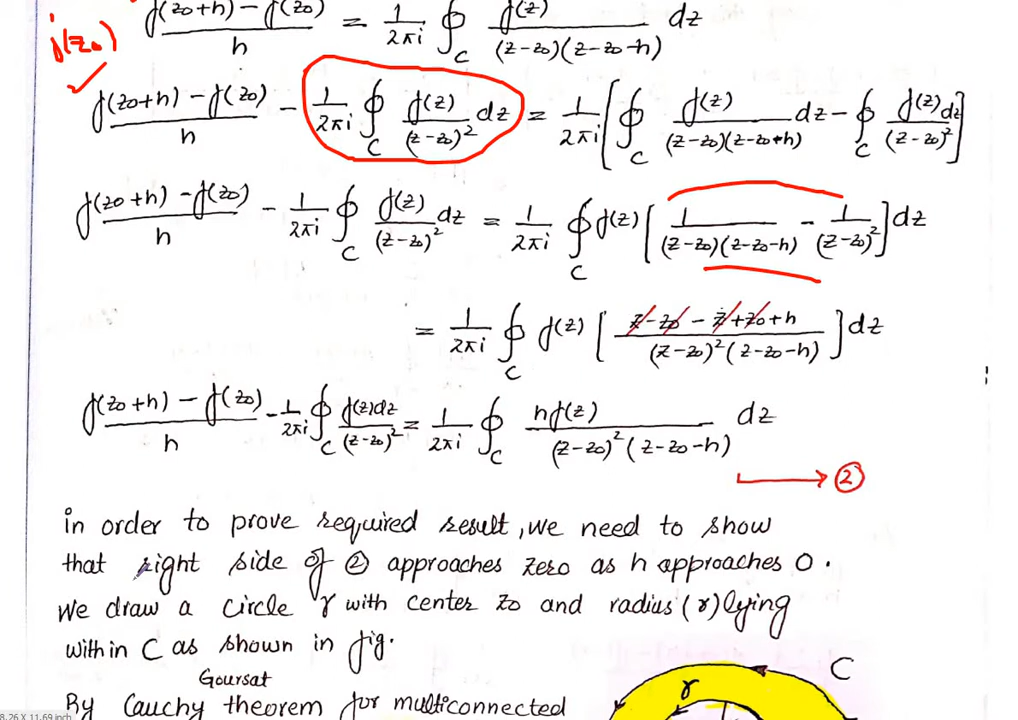 f(z0+h) - f(z0) / h = 1/2πi ∮_C f(z) / (z-z0)(z-z0-h) dz
f(z0)
f(z0+h) - f(z0) / h - 1/2πi ∮_C f(z)/(z-z0)² dz = 1/2πi [ ∮_C f(z) / (z-z0)(z-z0+h) dz - ∮_C f(z)dz/(z-z0)² ]
f(z0+h) - f(z0) / h - 1/2πi ∮_C f(z)/(z-z0)² dz = 1/2πi ∮_C f(z) [ 1/(z-z0)(z-z0-h) - 1/(z-z0)² ] dz
= 1/2πi ∮_C f(z) [ z-z0-z+z0+h / (z-z0)²(z-z0-h) ] dz
f(z0+h) - f(z0) / h - 1/2πi ∮_C f(z)dz/(z-z0)² = 1/2πi ∮_C hf(z) / (z-z0)²(z-z0-h) dz
→ ②
in order to prove required result, we need to show
that right side of ② approaches zero as h approaches 0.
We draw a circle γ with center z0 and radius (r) lying
within C as shown in fig.
Goursat
By Cauchy theorem for multiconnected
C
γ
8.26 X 11.69 inch